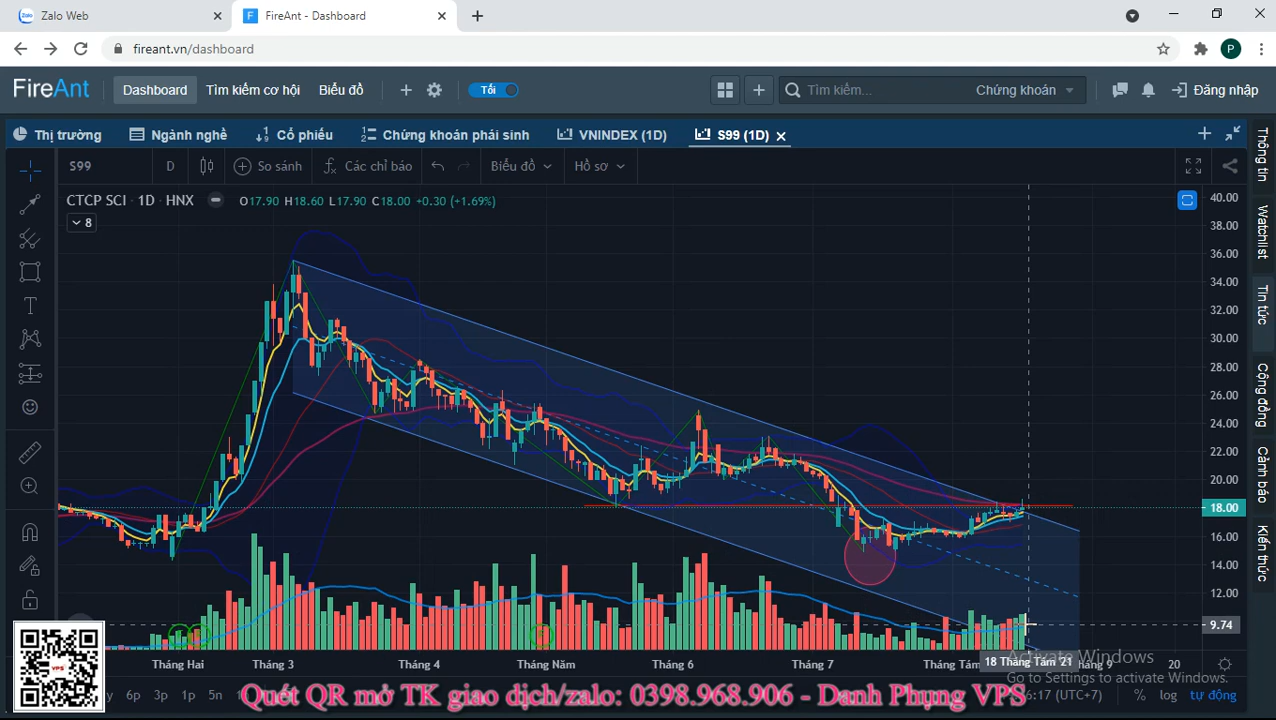 Zalo Web
FireAnt - Dashboard
fireant.vn/dashboard
P
FireAnt
Dashboard
Tìm kiếm cơ hội
Biểu đồ
Tối
Tìm kiếm...
Chứng khoán
Đăng nhập
Thị trường
Ngành nghề
Cổ phiếu
Chứng khoán phái sinh
VNINDEX (1D)
S99 (1D)
S99
D
So sánh
Các chỉ báo
Biểu đồ
Hồ sơ
CTCP SCI · 1D · HNX
O17.90 H18.60 L17.90 C18.00 +0.30 (+1.69%)
8
40.00
38.00
36.00
34.00
32.00
30.00
28.00
26.00
24.00
22.00
20.00
18.00
16.00
14.00
12.00
9.74
Thông tin
Watchlist
Tin tức
Cộng đồng
Cảnh báo
Kiến thức
Tháng Hai
Tháng 3
Tháng 4
Tháng Năm
Tháng 6
Tháng 7
Tháng Tám
18 Tháng Tám '21
20
Activate Windows
Go to Settings to activate Windows.
VPS
6p
3p
1p
5n
(UTC+7)
%
log
tự động
Quét QR mở TK giao dịch/zalo: 0398.968.906 - Danh Phụng VPS